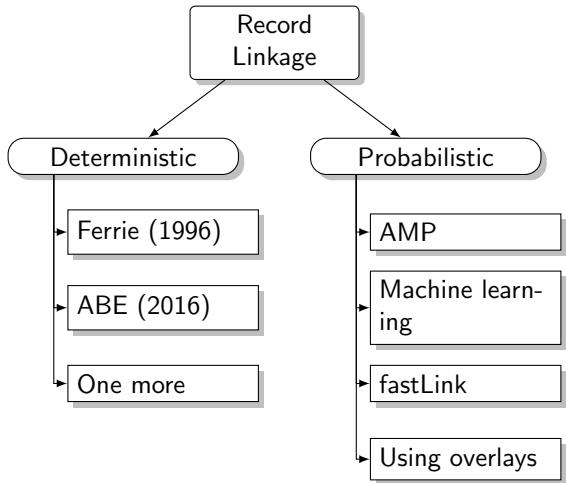 Record
Linkage
Deterministic
Probabilistic
Ferrie (1996)
ABE (2016)
One more
AMP
Machine learn-
ing
fastLink
Using overlays